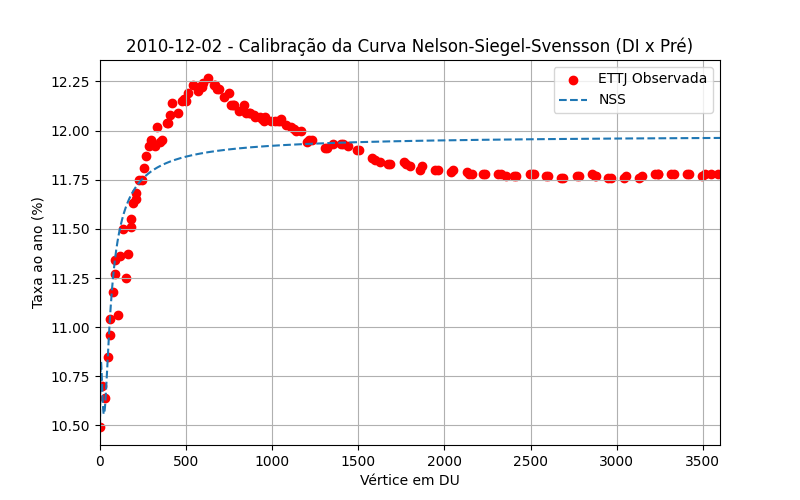 2010-12-02 - Calibração da Curva Nelson-Siegel-Svensson (DI x Pré)
ETTJ Observada
NSS
Taxa ao ano (%)
12.25
12.00
11.75
11.50
11.25
11.00
10.75
10.50
0 500 1000 1500 2000 2500 3000 3500
Vértice em DU